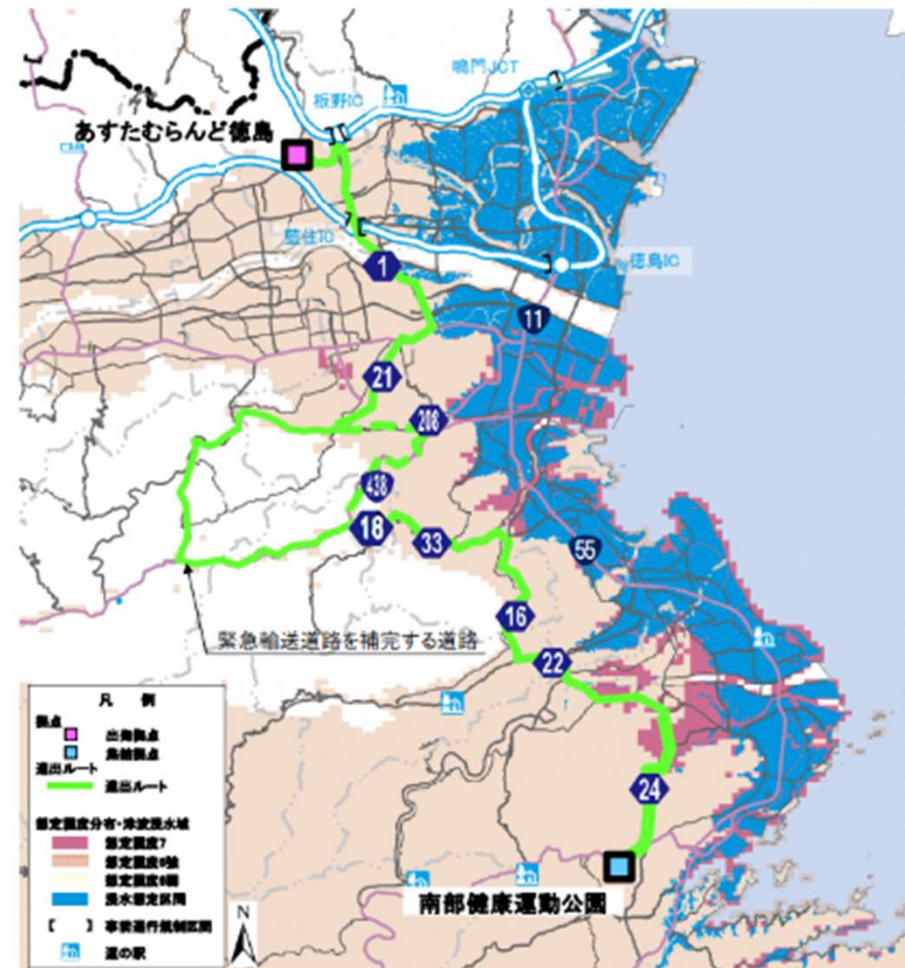 鳴門JCT
板野IC
あすたむらんど徳島
藍住IC
徳島IC
1
11
21
208
438
18
33
55
16
緊急輸送道路を補完する道路
22
凡 例
拠点
出発拠点
集結拠点
進出ルート
進出ルート
24
想定震度分布・津波浸水域
想定震度7
想定震度6強
想定震度6弱
浸水想定区間
[ ] 事前通行規制区間
道の駅
N
南部健康運動公園